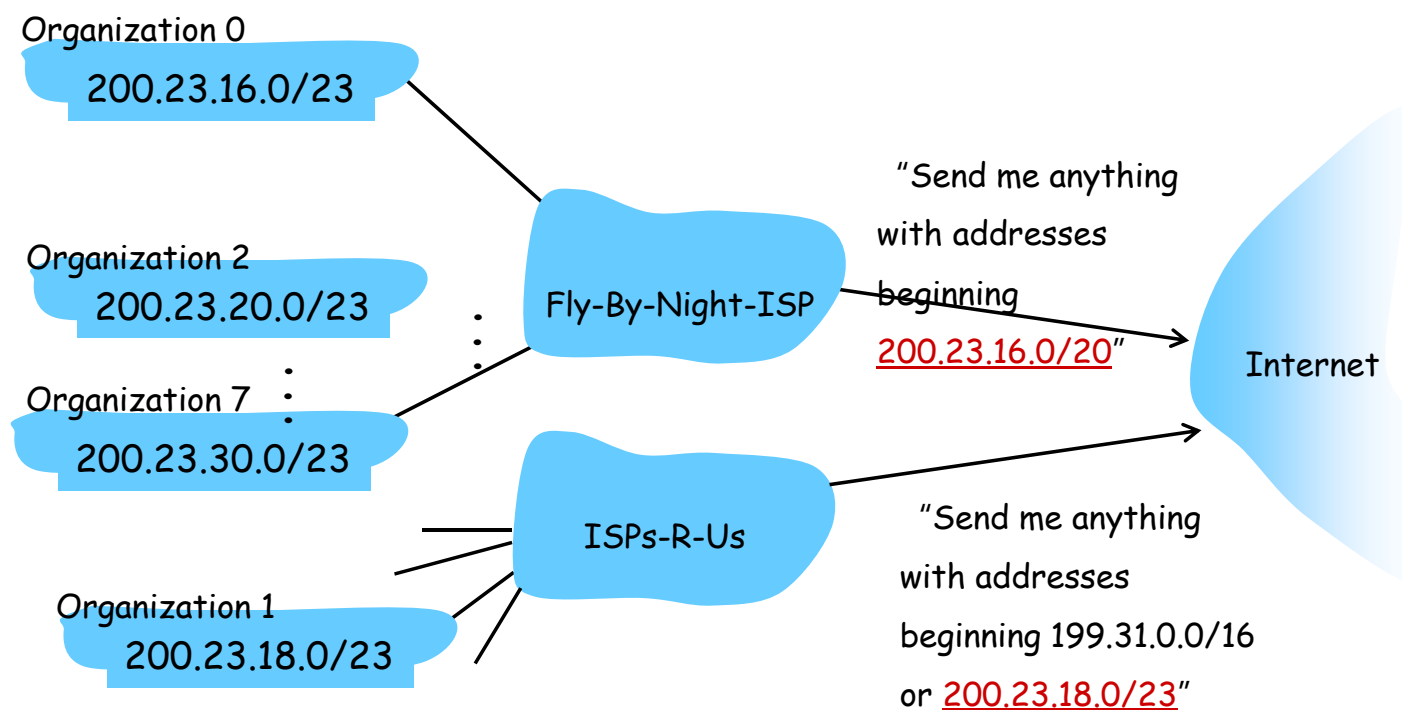 Organization 0
200.23.16.0/23
Organization 2
200.23.20.0/23
Organization 7
200.23.30.0/23
Organization 1
200.23.18.0/23
Fly-By-Night-ISP
ISPs-R-Us
"Send me anything
with addresses
beginning
200.23.16.0/20"
"Send me anything
with addresses
beginning 199.31.0.0/16
or 200.23.18.0/23"
Internet